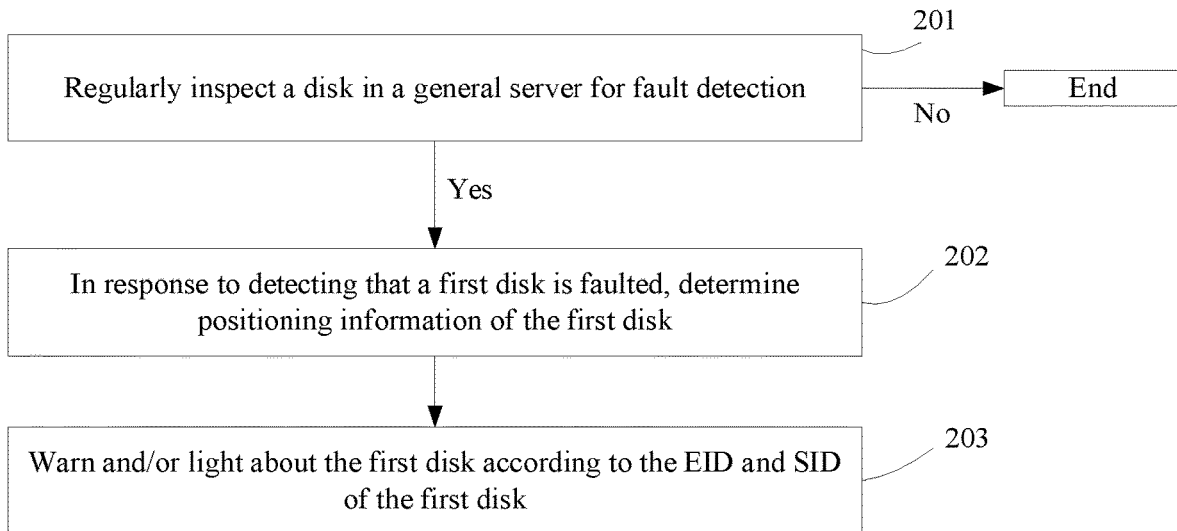 201
Regularly inspect a disk in a general server for fault detection
End
No
Yes
202
In response to detecting that a first disk is faulted, determine
positioning information of the first disk
203
Warn and/or light about the first disk according to the EID and SID
of the first disk